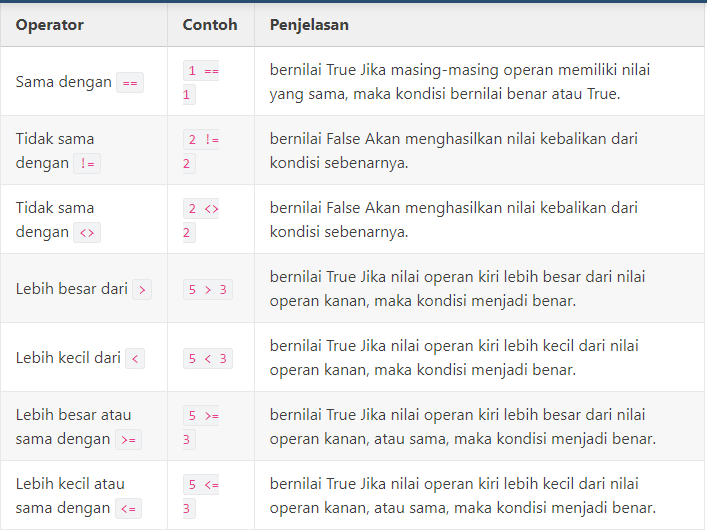 Operator Contoh Penjelasan
Sama dengan == 1 == 1 bernilai True Jika masing-masing operan memiliki nilai
yang sama, maka kondisi bernilai benar atau True.
Tidak sama
dengan != 2 != 2 bernilai False Akan menghasilkan nilai kebalikan dari
kondisi sebenarnya.
Tidak sama
dengan <> 2 <> 2 bernilai False Akan menghasilkan nilai kebalikan dari
kondisi sebenarnya.
Lebih besar dari > 5 > 3 bernilai True Jika nilai operan kiri lebih besar dari nilai
operan kanan, maka kondisi menjadi benar.
Lebih kecil dari < 5 < 3 bernilai True Jika nilai operan kiri lebih kecil dari nilai
operan kanan, maka kondisi menjadi benar.
Lebih besar atau
sama dengan >= 5 >= 3 bernilai True Jika nilai operan kiri lebih besar dari nilai
operan kanan, atau sama, maka kondisi menjadi benar.
Lebih kecil atau
sama dengan <= 5 <= 3 bernilai True Jika nilai operan kiri lebih kecil dari nilai
operan kanan, atau sama, maka kondisi menjadi benar.